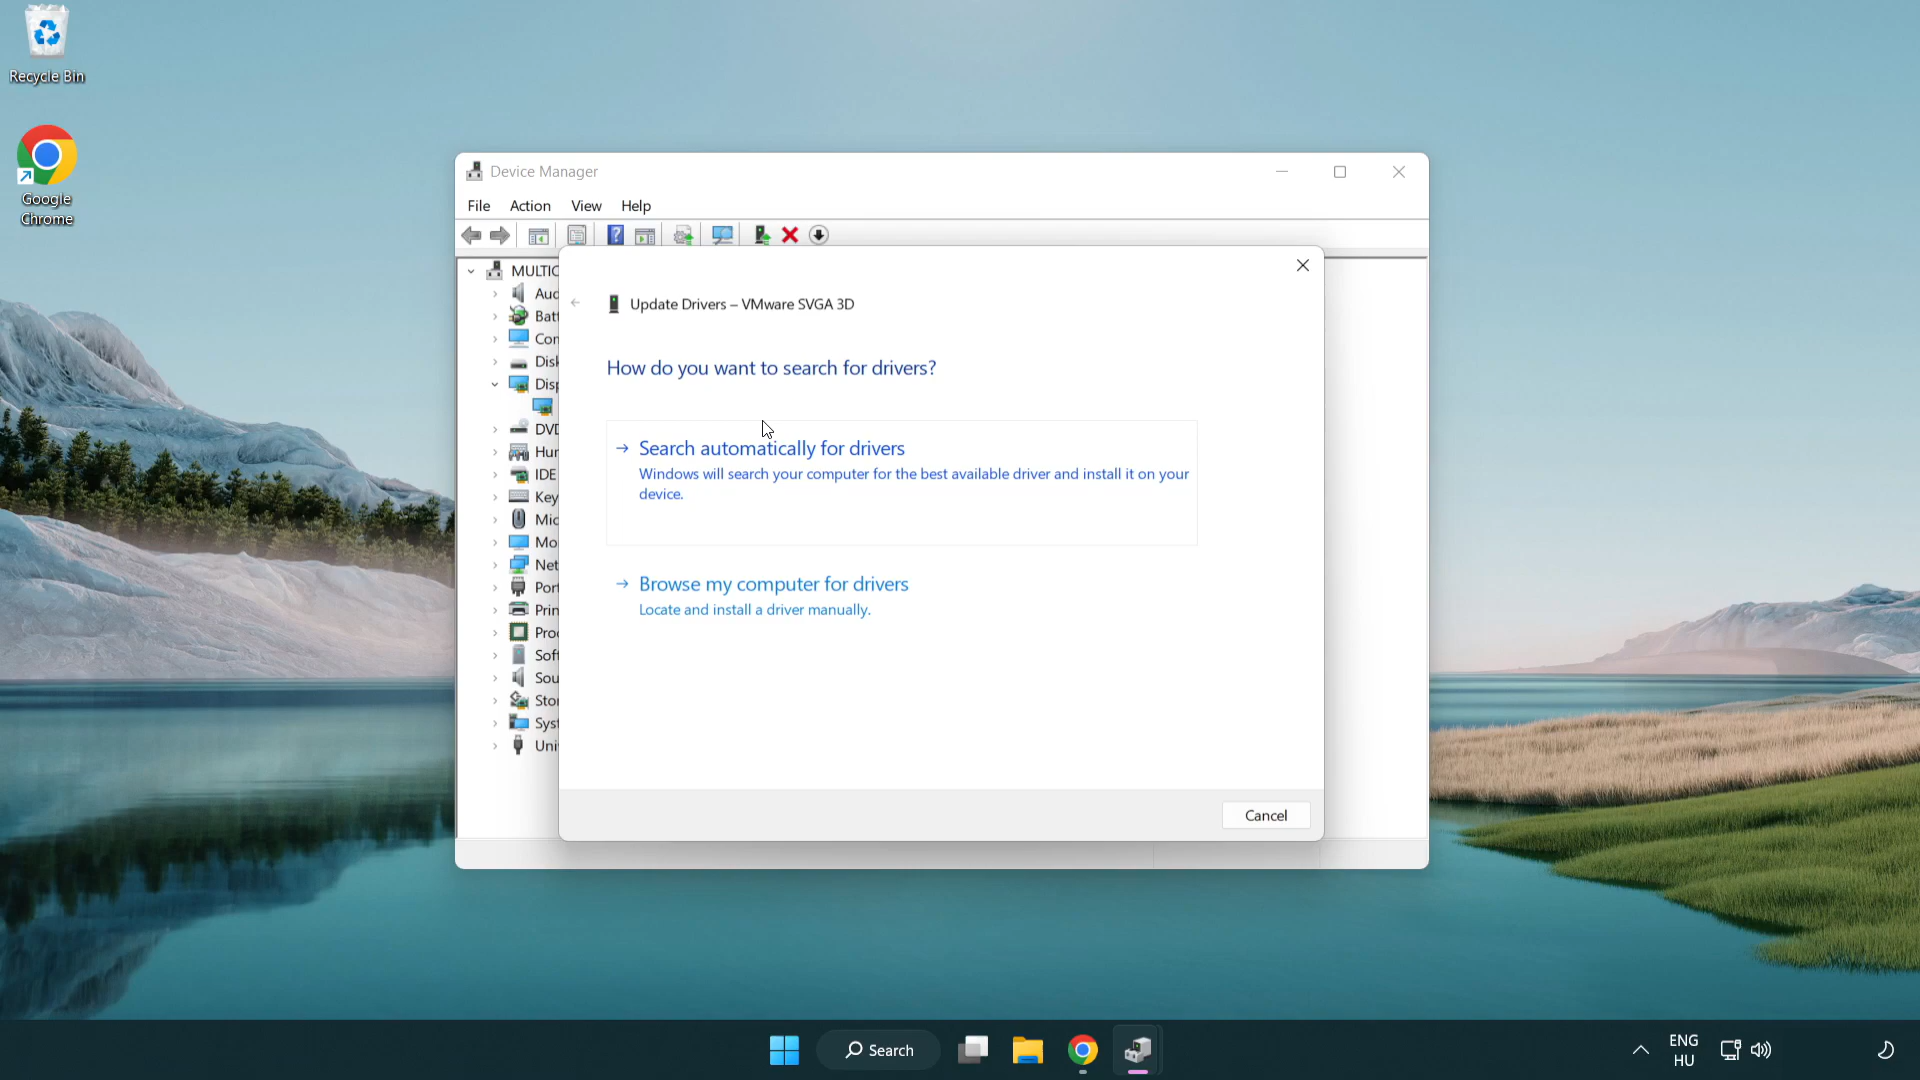 Recycle Bin
Google
Chrome
Device Manager
File Action View Help
Update Drivers – VMware SVGA 3D
How do you want to search for drivers?
Search automatically for drivers
Windows will search your computer for the best available driver and install it on your
device.
Browse my computer for drivers
Locate and install a driver manually.
Cancel
MULTIC
Aud
Batt
Con
Disk
Disp
DVD
Hur
IDE
Key
Mic
Mo
Net
Port
Prin
Pro
Soft
Sou
Stor
Syst
Uni
Search
ENG
HU